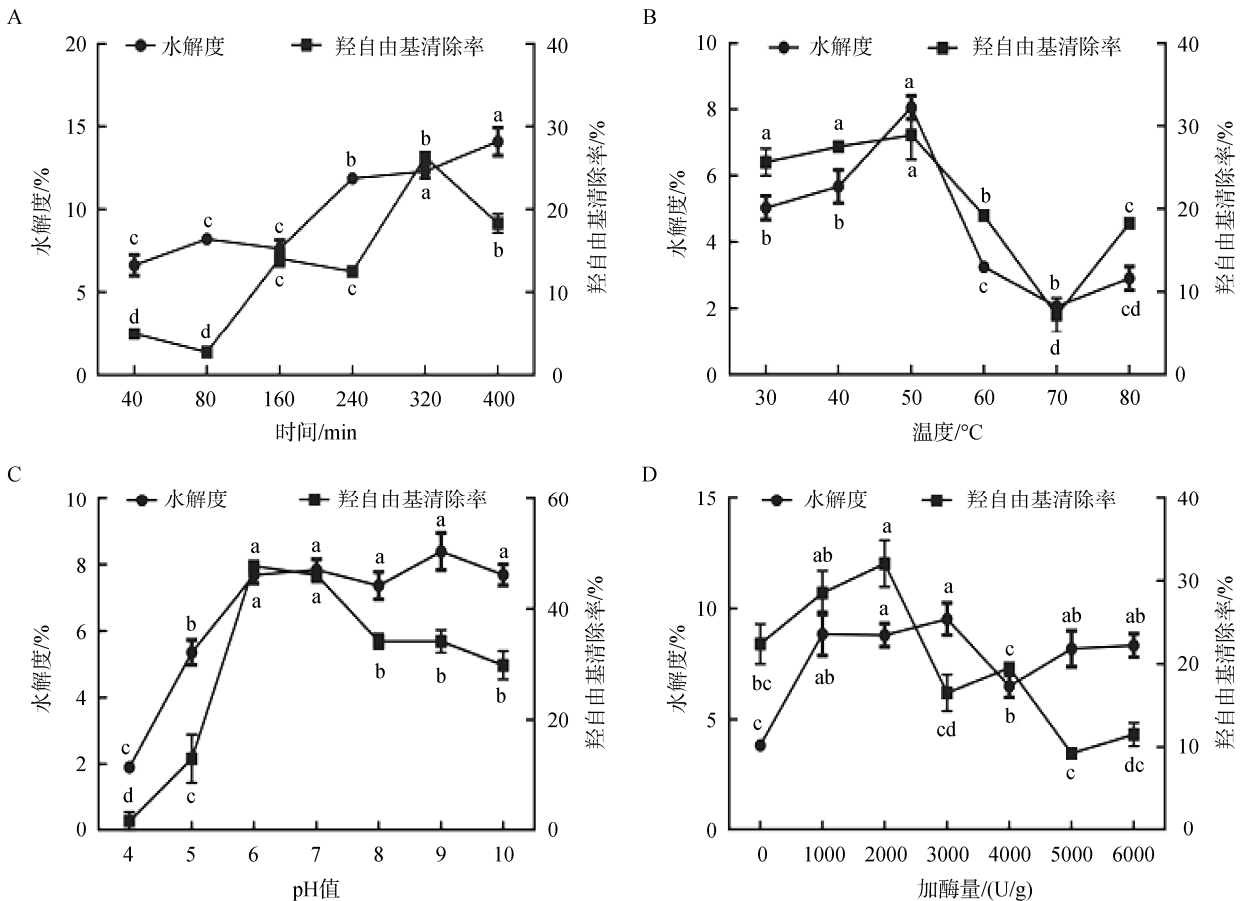 A
水解度 羟自由基清除率
20 40
15 30
10 20
5 10
0 0
水解度/%
羟自由基清除率/%
a
b b
c c c
a
b
c c
d d
40 80 160 240 320 400
时间/min
B
水解度 羟自由基清除率
10 40
8 30
6 20
4 10
2
0 0
水解度/%
羟自由基清除率/%
a
a a
a
b b b c
c cd
b d
30 40 50 60 70 80
温度/°C
C
水解度 羟自由基清除率
10 60
8
6 40
4 20
2
0 0
水解度/%
羟自由基清除率/%
a a a a a
b a a
c b b b
d c
4 5 6 7 8 9 10
pH值
D
水解度 羟自由基清除率
15 40
10 30
5 20
10
0 0
水解度/%
羟自由基清除率/%
ab a
a a c ab ab
bc ab b
c cd c dc
0 1000 2000 3000 4000 5000 6000
加酶量/(U/g)